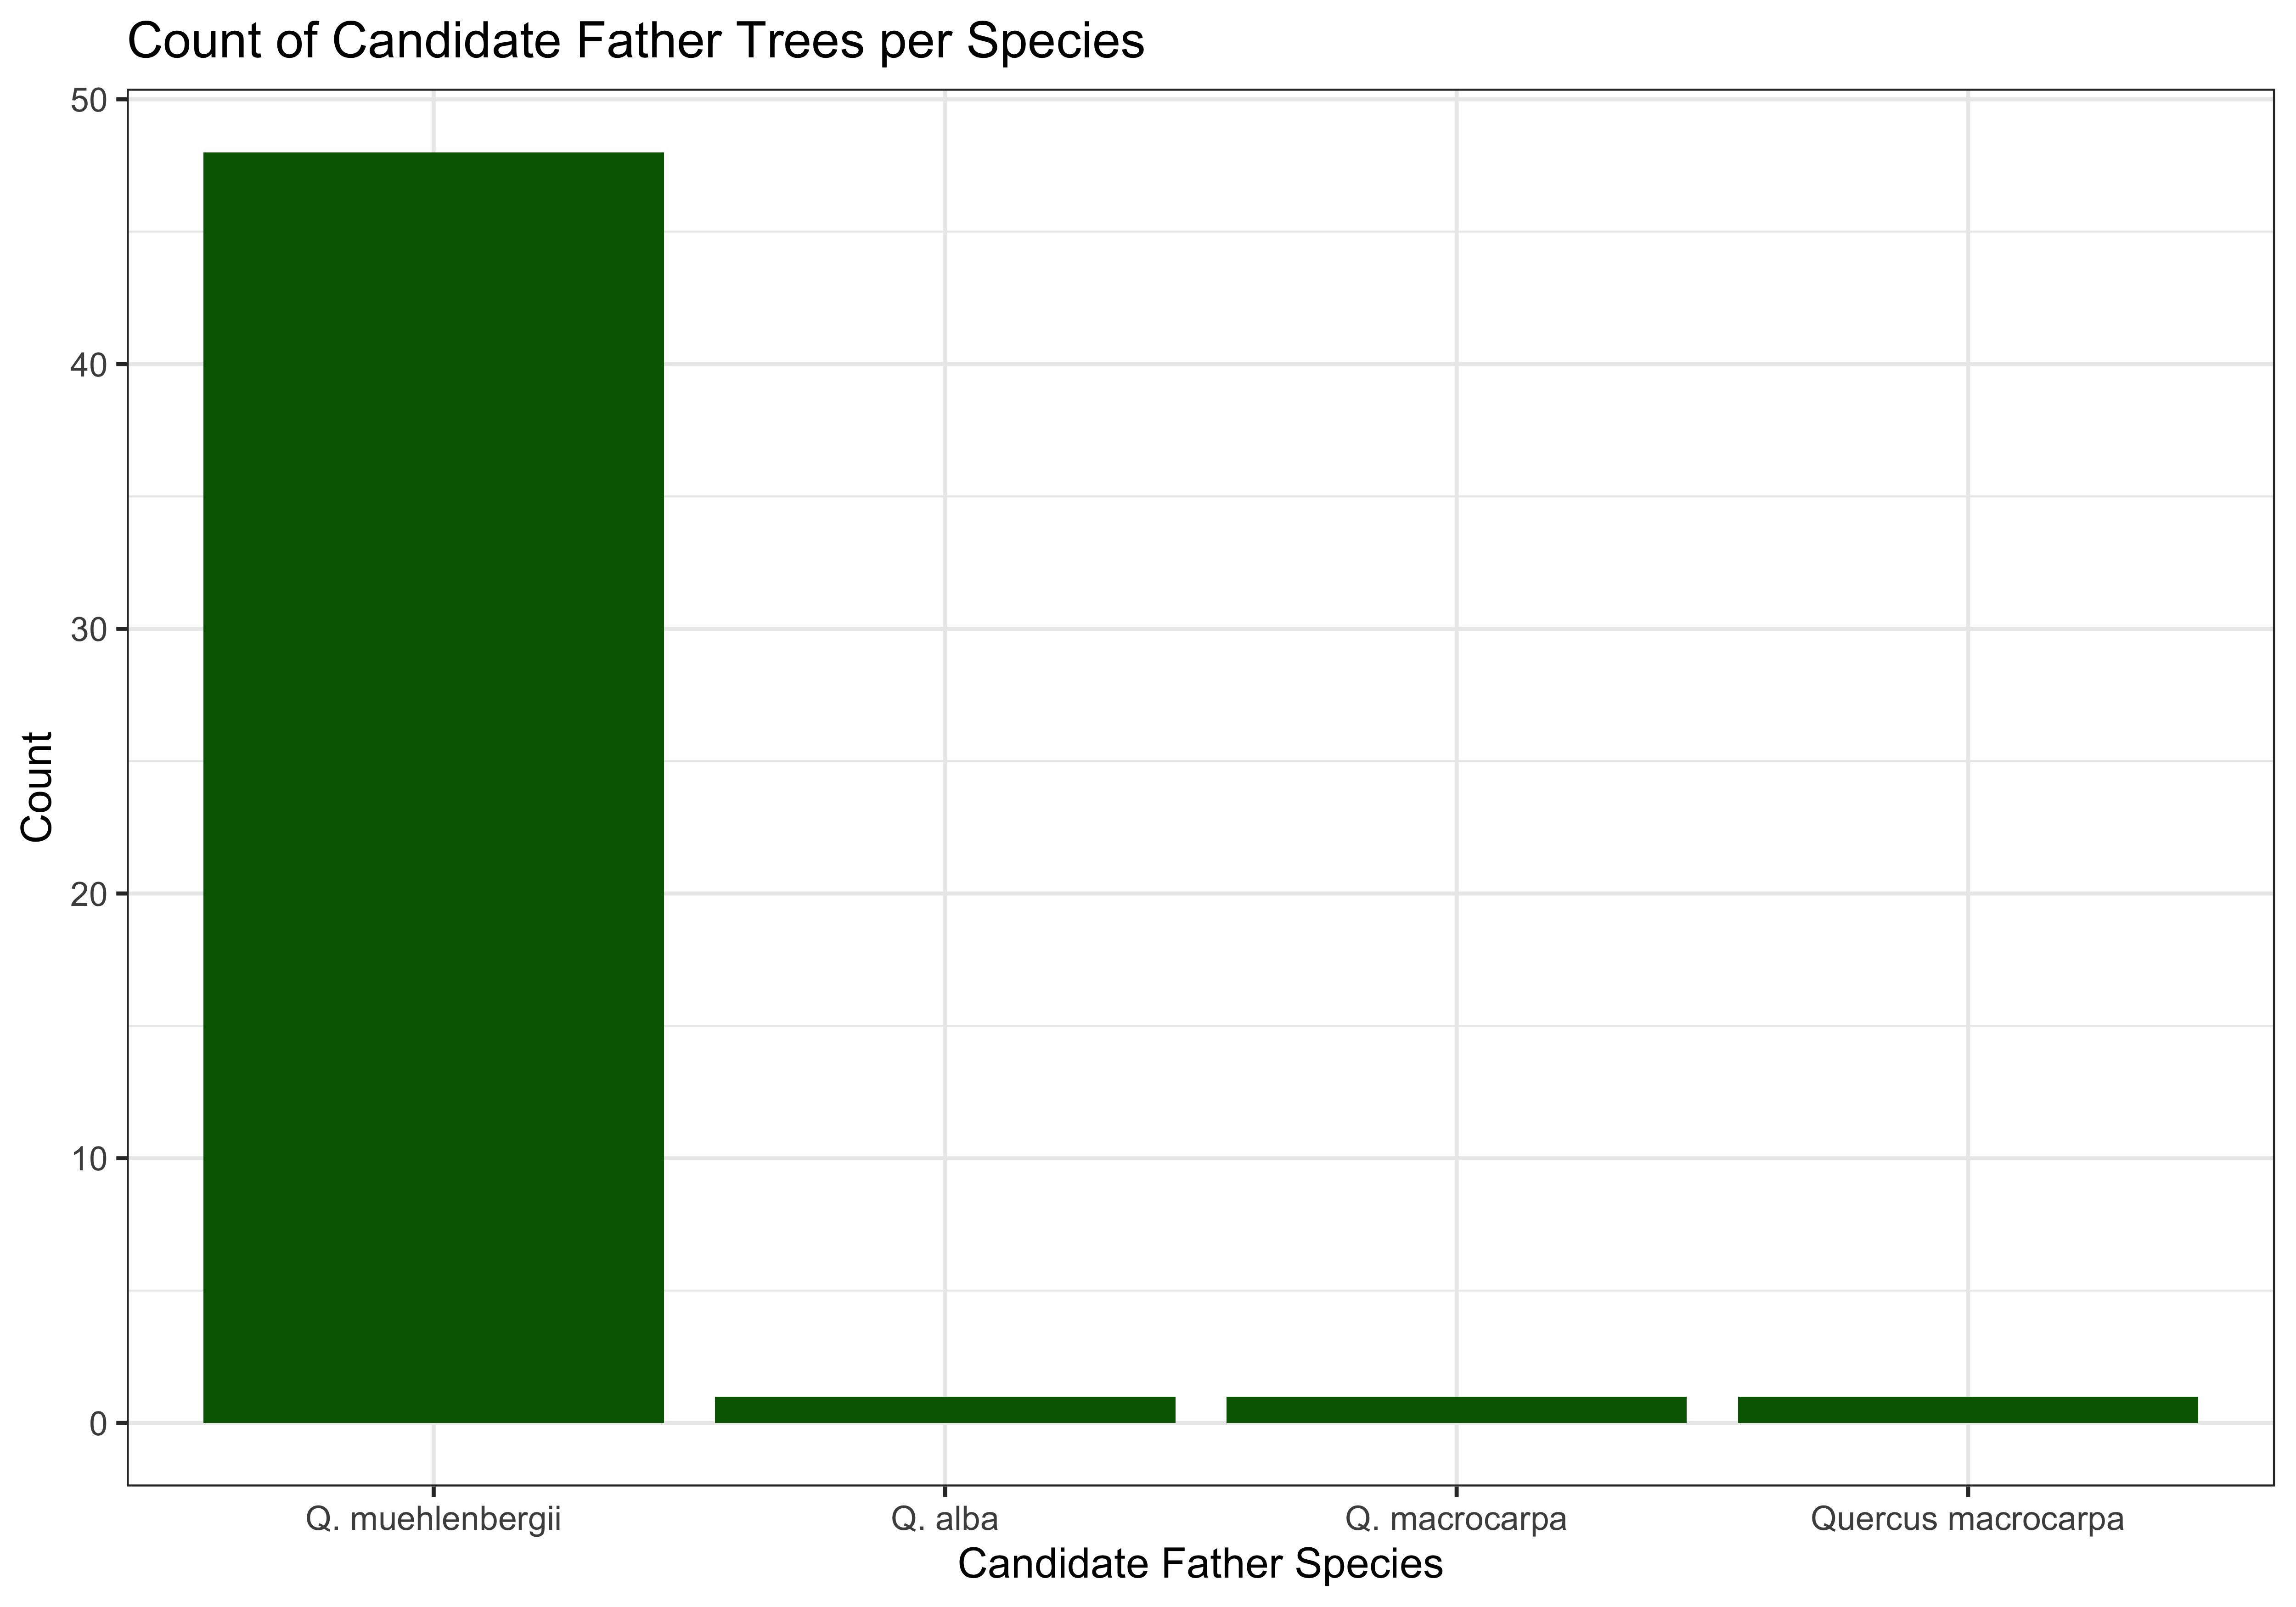 Count of Candidate Father Trees per Species
50
40
30
20
10
0
Count
Q. muehlenbergii Q. alba Q. macrocarpa Quercus macrocarpa
Candidate Father Species